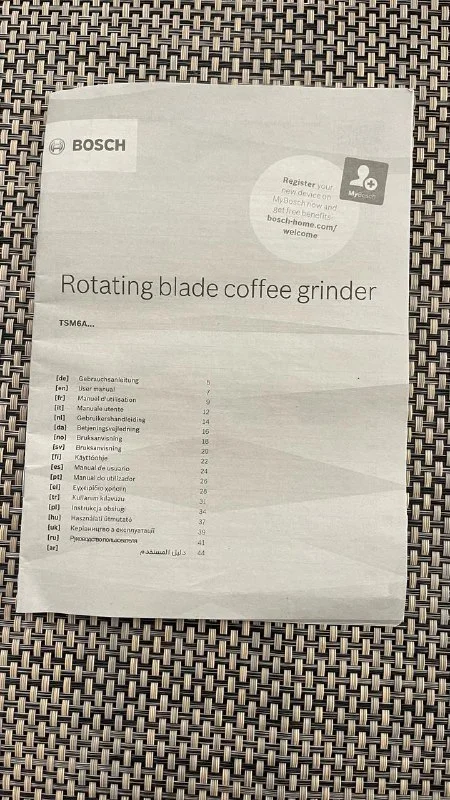 BOSCH
Register your
new device on
MyBosch now and
get free benefits:
bosch-home.com/
welcome
MyBosch
Rotating blade coffee grinder
TSM6A...
[de] Gebrauchsanleitung 5
[en] User manual 7
[fr] Manuel d'utilisation 9
[it] Manuale utente 12
[nl] Gebruikershandleiding 14
[da] Betjeningsvejledning 16
[no] Bruksanvisning 18
[sv] Bruksanvisning 20
[fi] Käyttöohje 22
[es] Manual de usuario 24
[pt] Manual do utilizador 26
[el] Εγχειρίδιο χρήστη 28
[tr] Kullanım kılavuzu 31
[pl] Instrukcja obsługi 34
[hu] Használati útmutató 37
[uk] Керівництво з експлуатації 39
[ru] Руководство пользователя 41
[ar] دليل المستخدم 44